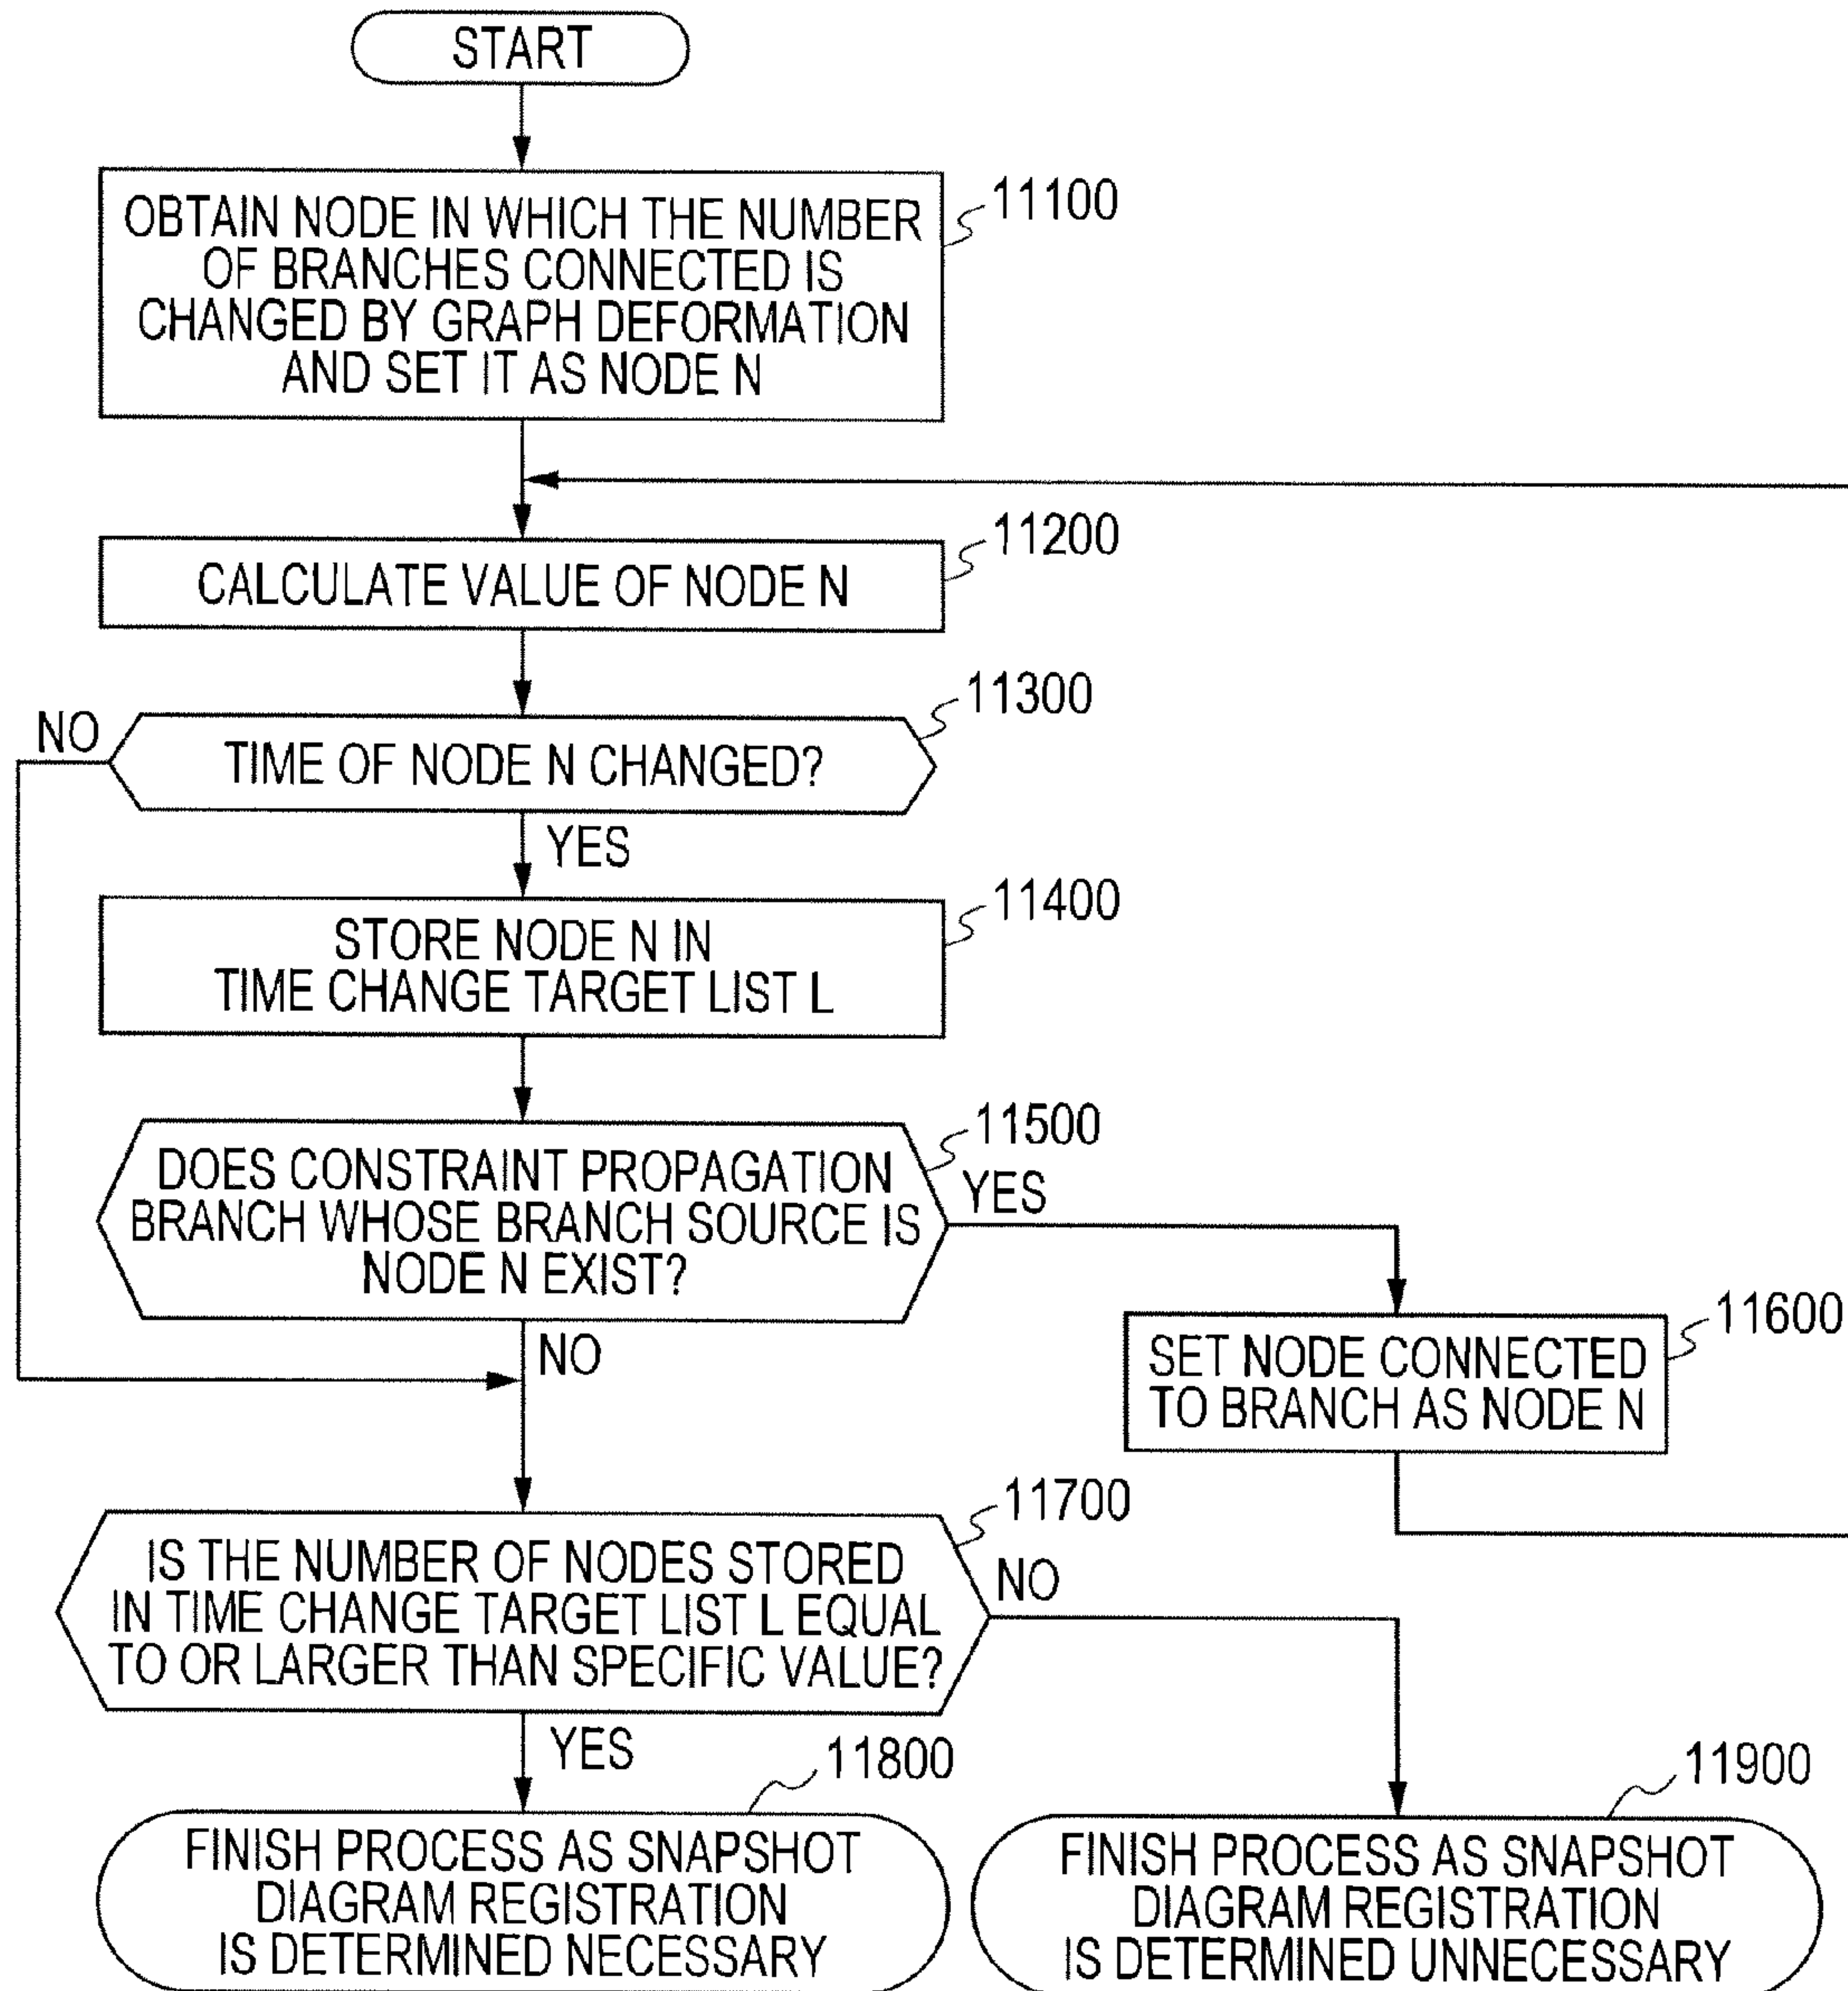 START
OBTAIN NODE IN WHICH THE NUMBER
OF BRANCHES CONNECTED IS
CHANGED BY GRAPH DEFORMATION
AND SET IT AS NODE N
11100
CALCULATE VALUE OF NODE N
11200
TIME OF NODE N CHANGED?
11300
NO
YES
STORE NODE N IN
TIME CHANGE TARGET LIST L
11400
DOES CONSTRAINT PROPAGATION
BRANCH WHOSE BRANCH SOURCE IS
NODE N EXIST?
11500
YES
NO
SET NODE CONNECTED
TO BRANCH AS NODE N
11600
IS THE NUMBER OF NODES STORED
IN TIME CHANGE TARGET LIST L EQUAL
TO OR LARGER THAN SPECIFIC VALUE?
11700
NO
YES
11800
FINISH PROCESS AS SNAPSHOT
DIAGRAM REGISTRATION
IS DETERMINED NECESSARY
11900
FINISH PROCESS AS SNAPSHOT
DIAGRAM REGISTRATION
IS DETERMINED UNNECESSARY